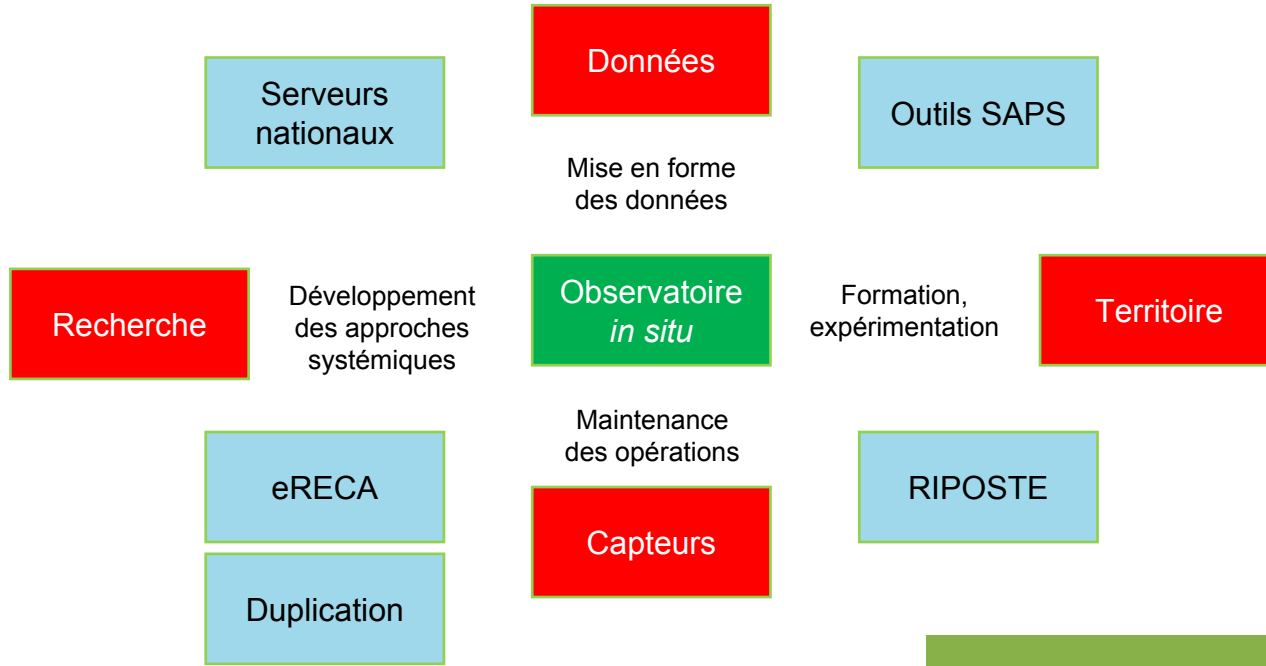 Données
Serveurs
nationaux
Outils SAPS
Mise en forme
des données
Recherche
Développement
des approches
systémiques
Observatoire
in situ
Formation,
expérimentation
Territoire
Maintenance
des opérations
eRECA
Capteurs
RIPOSTE
Duplication